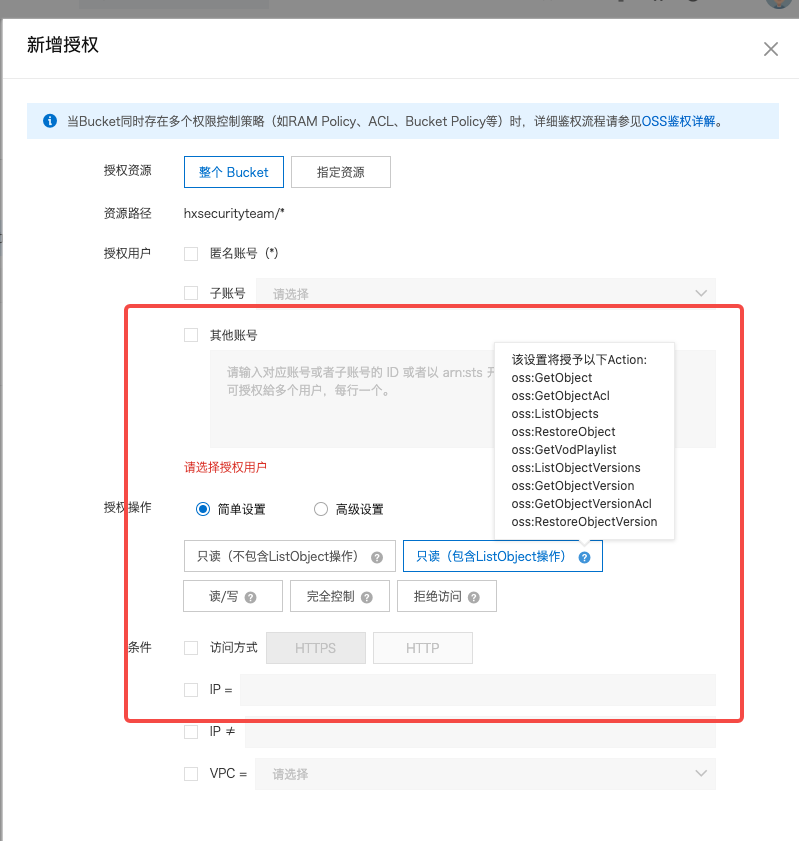 新增授权
当Bucket同时存在多个权限控制策略（如RAM Policy、ACL、Bucket Policy等）时，详细鉴权流程请参见OSS鉴权详解。
授权资源 整个 Bucket 指定资源
资源路径 hxsecurityteam/*
授权用户 匿名账号（*）
子账号 请选择
其他账号
请输入对应账号或者子账号的 ID 或者以 arn:sts 开
可授权给多个用户，每行一个。
该设置将授予以下Action:
oss:GetObject
oss:GetObjectAcl
oss:ListObjects
oss:RestoreObject
oss:GetVodPlaylist
oss:ListObjectVersions
oss:GetObjectVersion
oss:GetObjectVersionAcl
oss:RestoreObjectVersion
请选择授权用户
授权操作 简单设置 高级设置
只读（不包含ListObject操作） 只读（包含ListObject操作）
读/写 完全控制 拒绝访问
条件 访问方式 HTTPS HTTP
IP =
IP ≠
VPC = 请选择